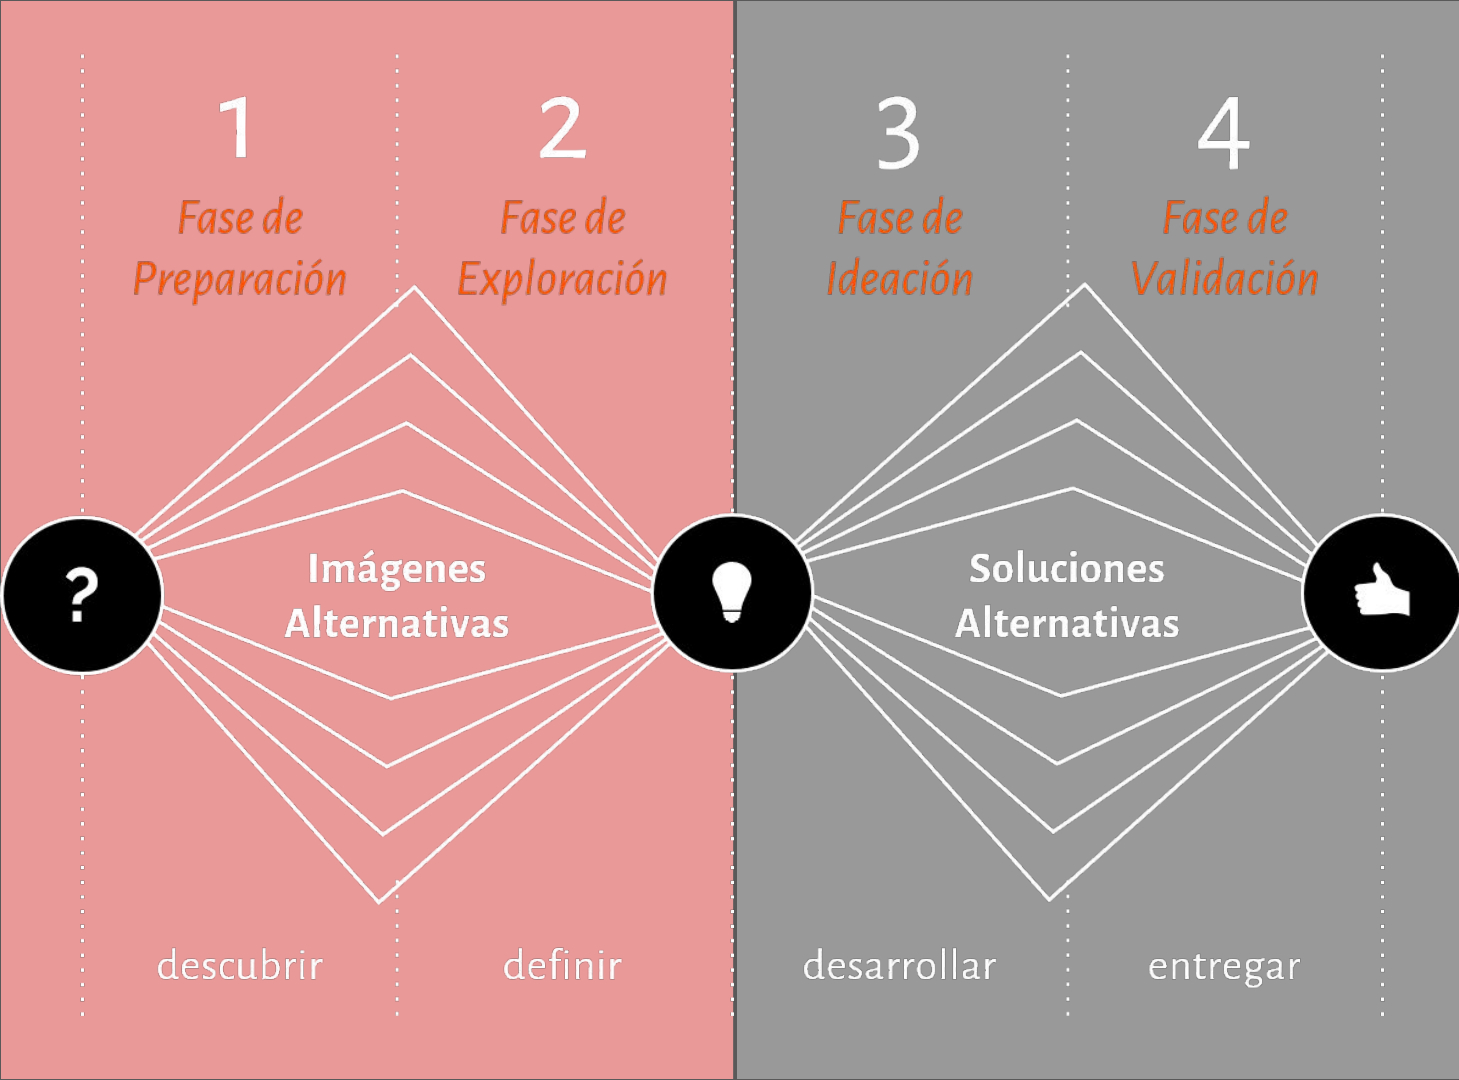 1
Fase de
Preparación
2
Fase de
Exploración
3
Fase de
Ideación
4
Fase de
Validación
?
Imágenes
Alternativas
Soluciones
Alternativas
descubrir
definir
desarrollar
entregar